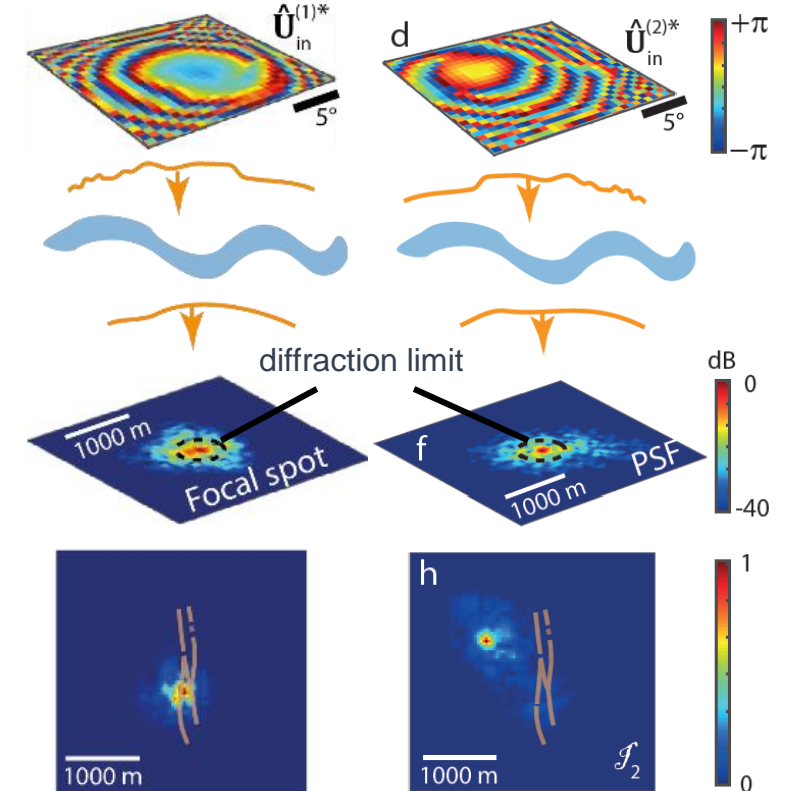 Û_in^(1)*
d
Û_in^(2)*
+π
5°
5°
−π
diffraction limit
dB
0
1000 m
Focal spot
f
1000 m
PSF
-40
h
1
1000 m
1000 m
𝒥_2
0